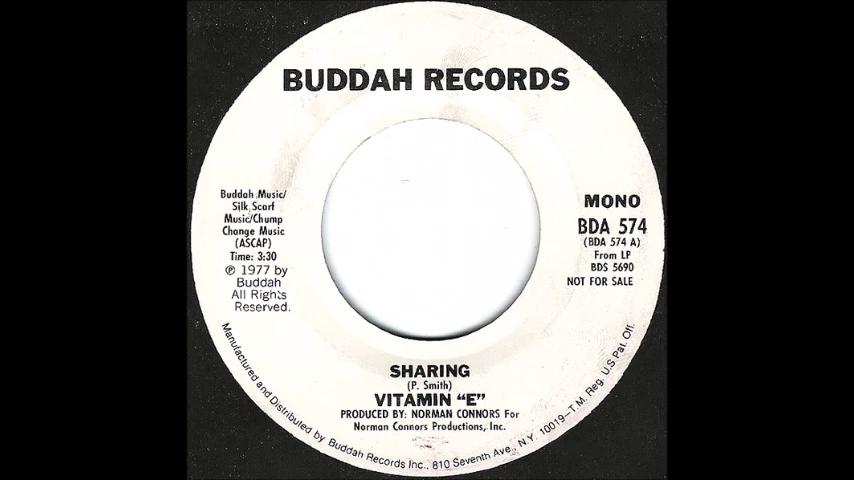 BUDDAH RECORDS
Buddah Music/
Silk Scarf
Music/Chump
Change Music
(ASCAP)
Time: 3:30
℗ 1977 by
Buddah
All Rights
Reserved.
MONO
BDA 574
(BDA 574 A)
From LP
BDS 5690
NOT FOR SALE
SHARING
(P. Smith)
VITAMIN “E”
PRODUCED BY: NORMAN CONNORS For
Norman Connors Productions, Inc.
Manufactured and Distributed by Buddah Records Inc., 810 Seventh Ave., N.Y. 10019–T.M. Reg. U.S. Pat. Off.